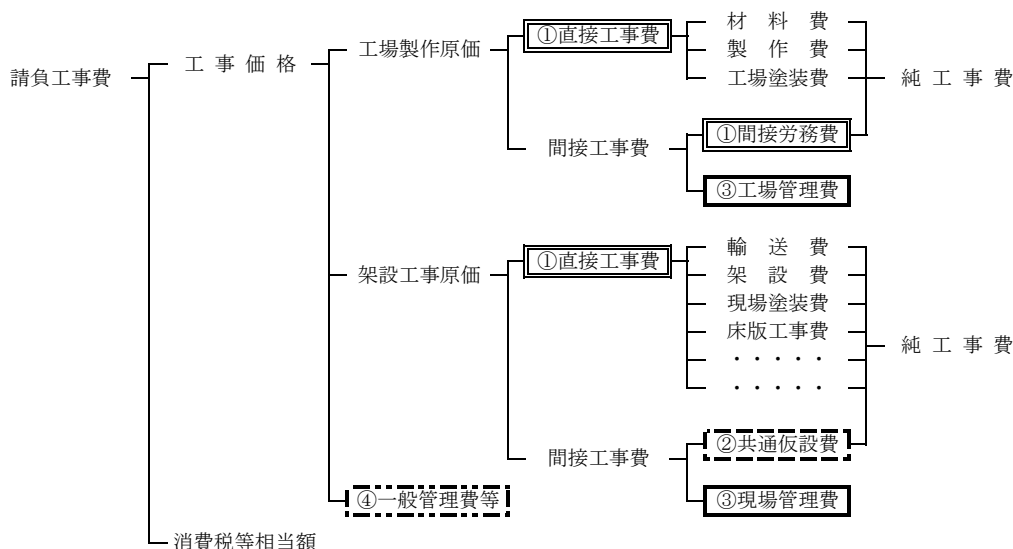 材 料 費
工場製作原価 ①直接工事費 製 作 費
請負工事費 工 事 価 格 工場塗装費 純 工 事 費
間接工事費 ①間接労務費
③工場管理費
架設工事原価 ①直接工事費 輸 送 費
架 設 費
現場塗装費
床版工事費 純 工 事 費
・・・・・
・・・・・
間接工事費 ②共通仮設費
④一般管理費等 ③現場管理費
消費税等相当額